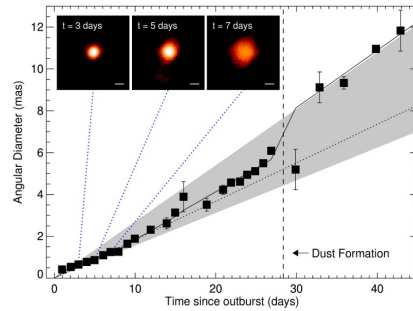 12
10
8
6
4
2
0
Angular Diameter (mas)
t = 3 days
t = 5 days
t = 7 days
← Dust Formation
0
10
20
30
40
Time since outburst (days)